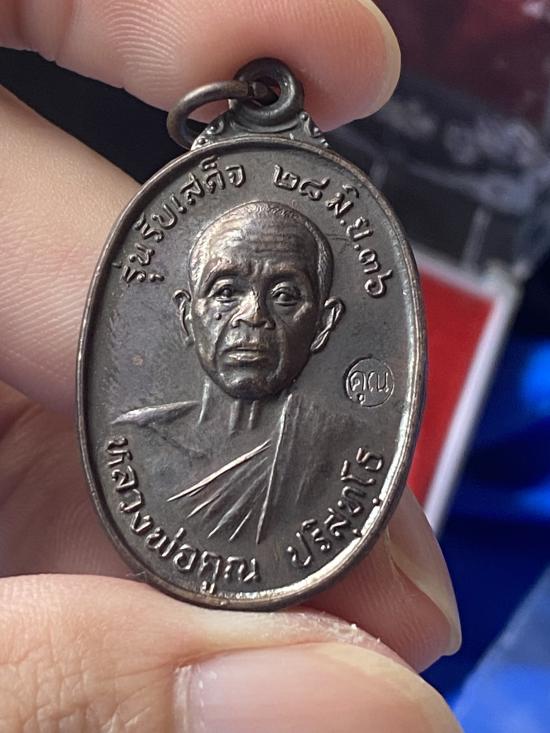 รุ่นรับเสด็จ ๒๘ มิ.ย.๓๖
คูณ
หลวงพ่อคูณ ปริสุทฺโธ